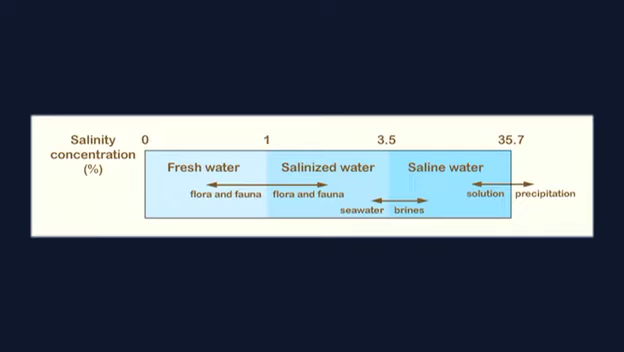 Salinity concentration (%)
0 1 3.5 35.7
Fresh water Salinized water Saline water
flora and fauna flora and fauna solution precipitation
seawater brines